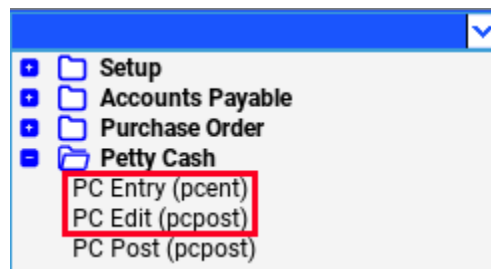 Setup
Accounts Payable
Purchase Order
Petty Cash
PC Entry (pcent)
PC Edit (pcpost)
PC Post (pcpost)